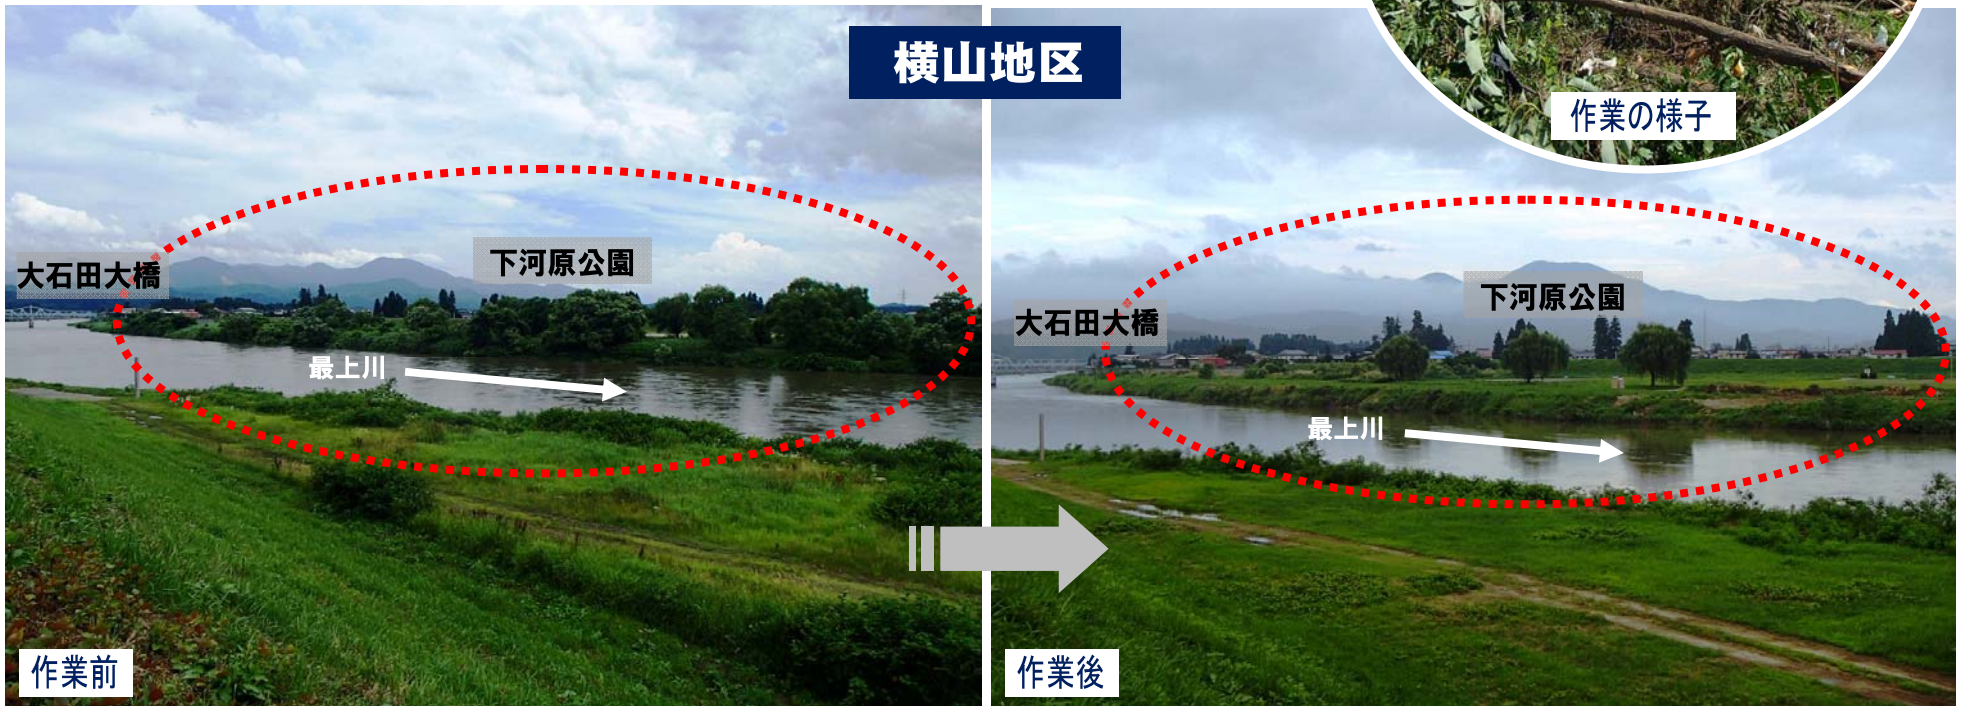 横山地区
作業の様子
大石田大橋
下河原公園
最上川
作業前
大石田大橋
下河原公園
最上川
作業後